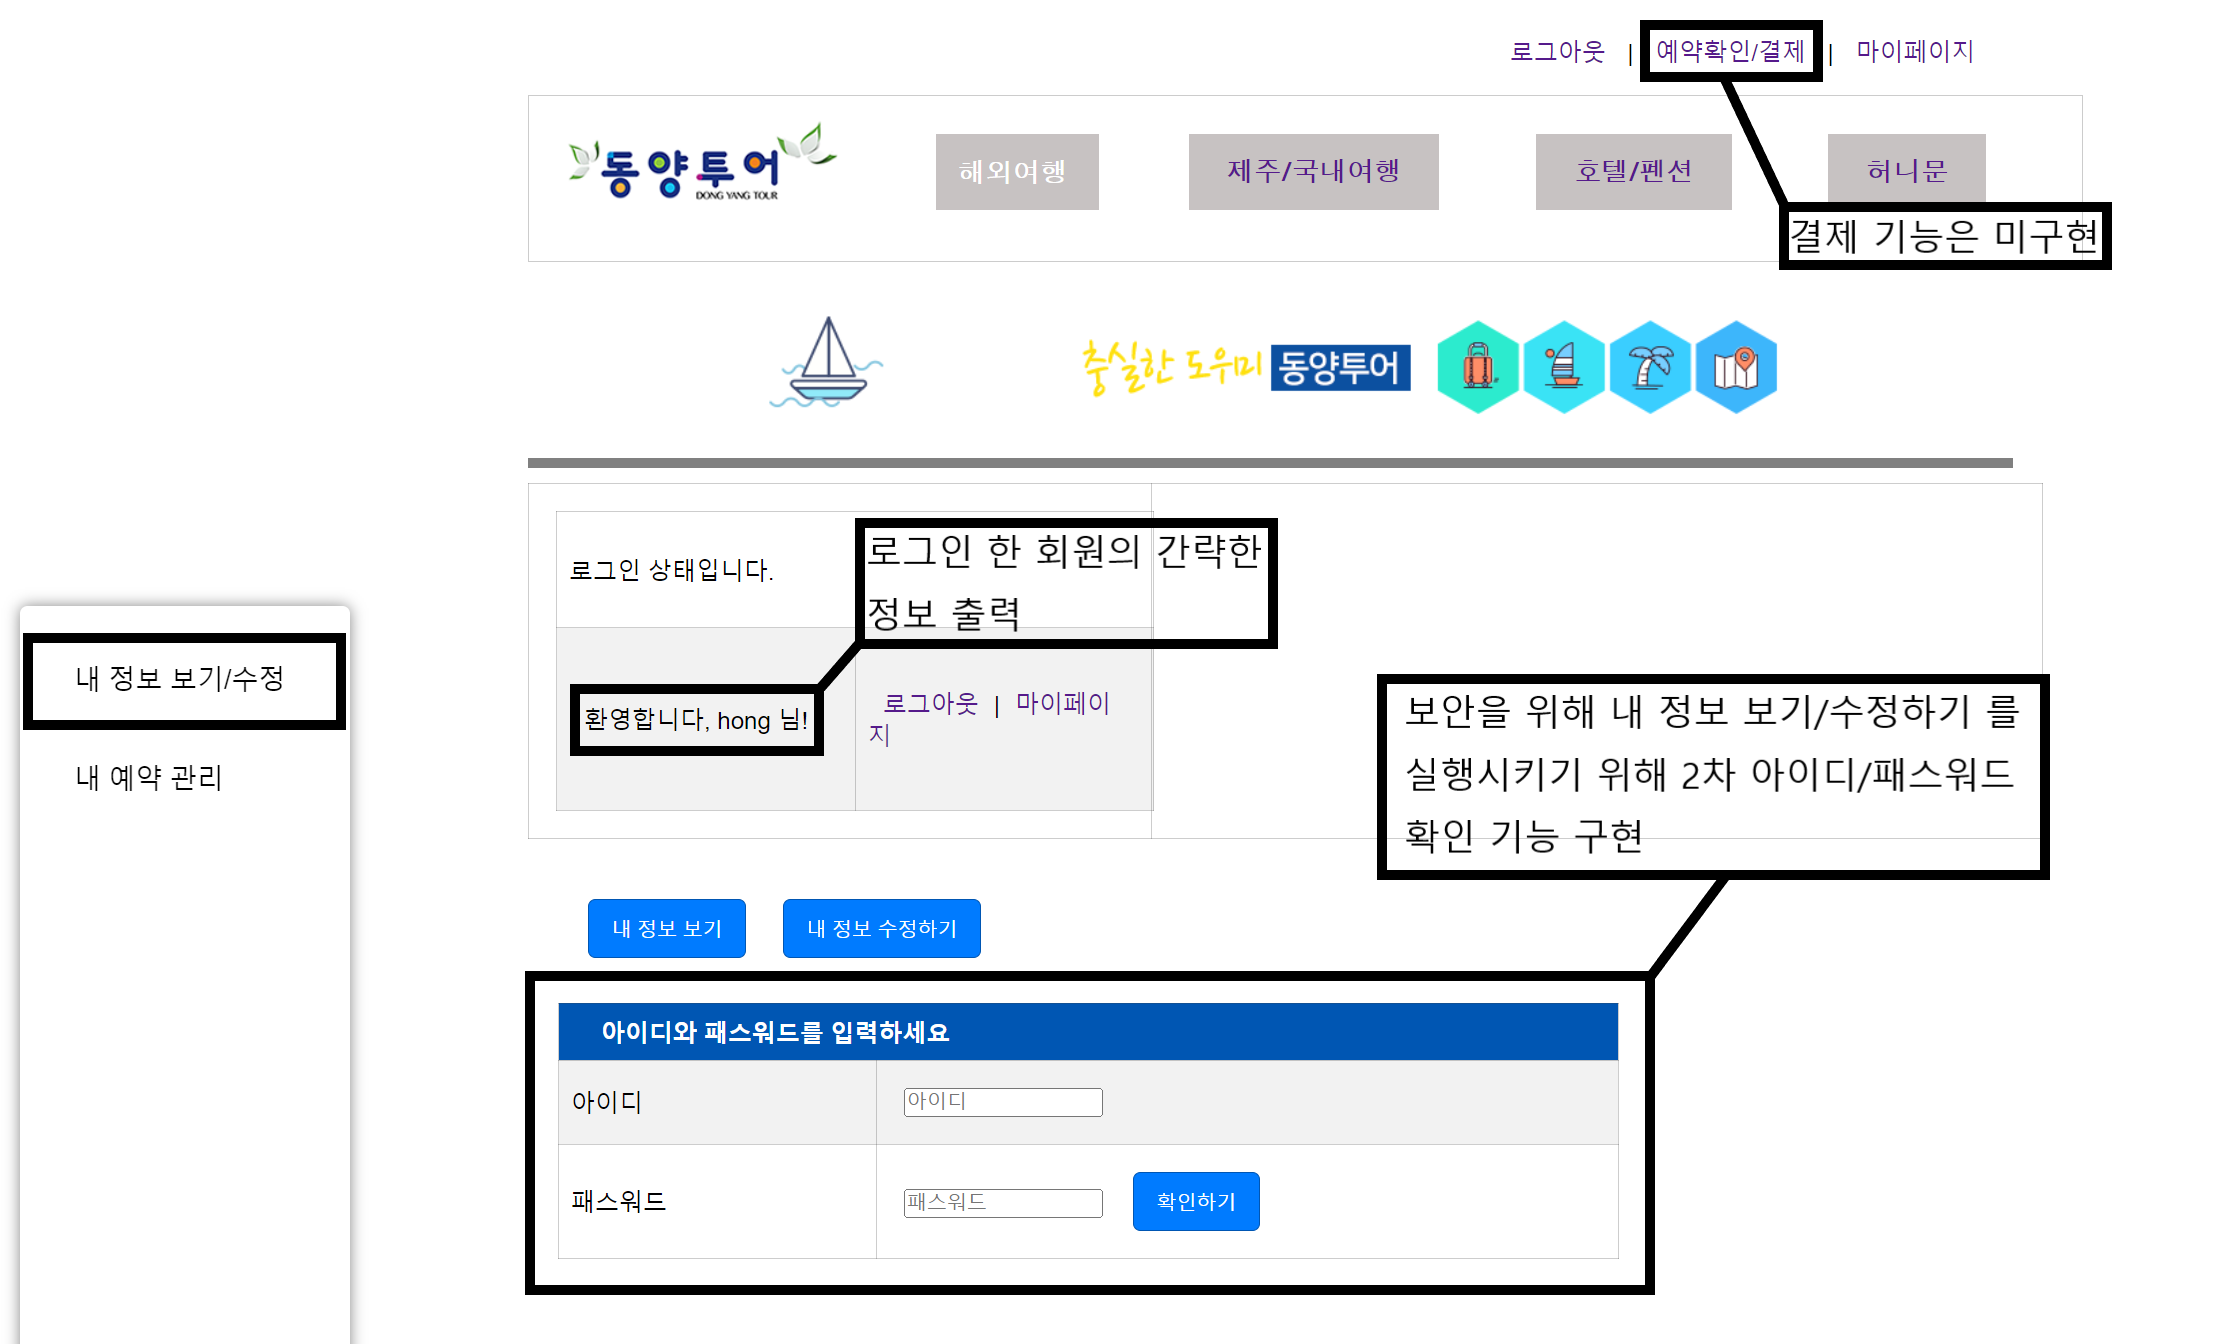 로그아웃 | 예약확인/결제 | 마이페이지
동양투어
DONG YANG TOUR
해외여행 제주/국내여행 호텔/펜션 허니문
결제 기능은 미구현
충실한 도우미 동양투어
로그인 상태입니다.
로그인 한 회원의 간략한
정보 출력
환영합니다, hong 님!
로그아웃 | 마이페이
지
내 정보 보기/수정
내 예약 관리
보안을 위해 내 정보 보기/수정하기 를
실행시키기 위해 2차 아이디/패스워드
확인 기능 구현
내 정보 보기 내 정보 수정하기
아이디와 패스워드를 입력하세요
아이디 아이디
패스워드 패스워드 확인하기